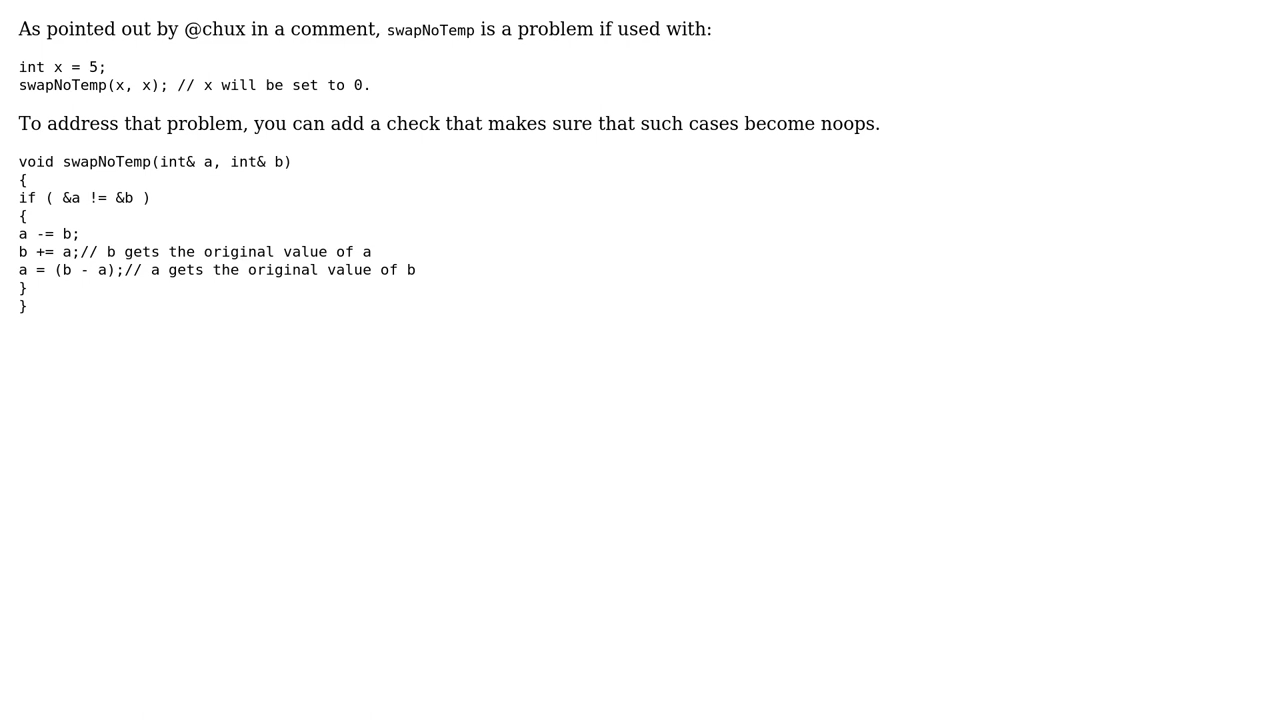 As pointed out by @chux in a comment, swapNoTemp is a problem if used with:
int x = 5;
swapNoTemp(x, x); // x will be set to 0.
To address that problem, you can add a check that makes sure that such cases become noops.
void swapNoTemp(int& a, int& b)
{
if ( &a != &b )
{
a -= b;
b += a;// b gets the original value of a
a = (b - a);// a gets the original value of b
}
}